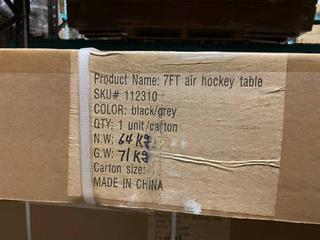 Product Name: 7FT air hockey table
SKU# 112310
COLOR: black/grey
QTY: 1 unit/carton
N.W: 64 Kg
G.W: 71 Kg
Carton size:
MADE IN CHINA